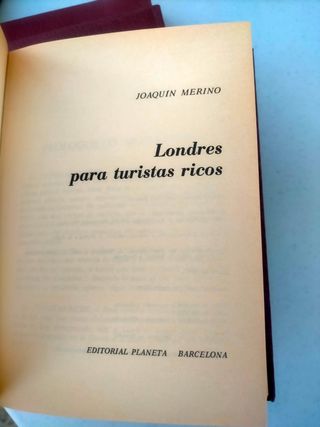 JOAQUIN MERINO
Londres
para turistas ricos
EDITORIAL PLANETA BARCELONA